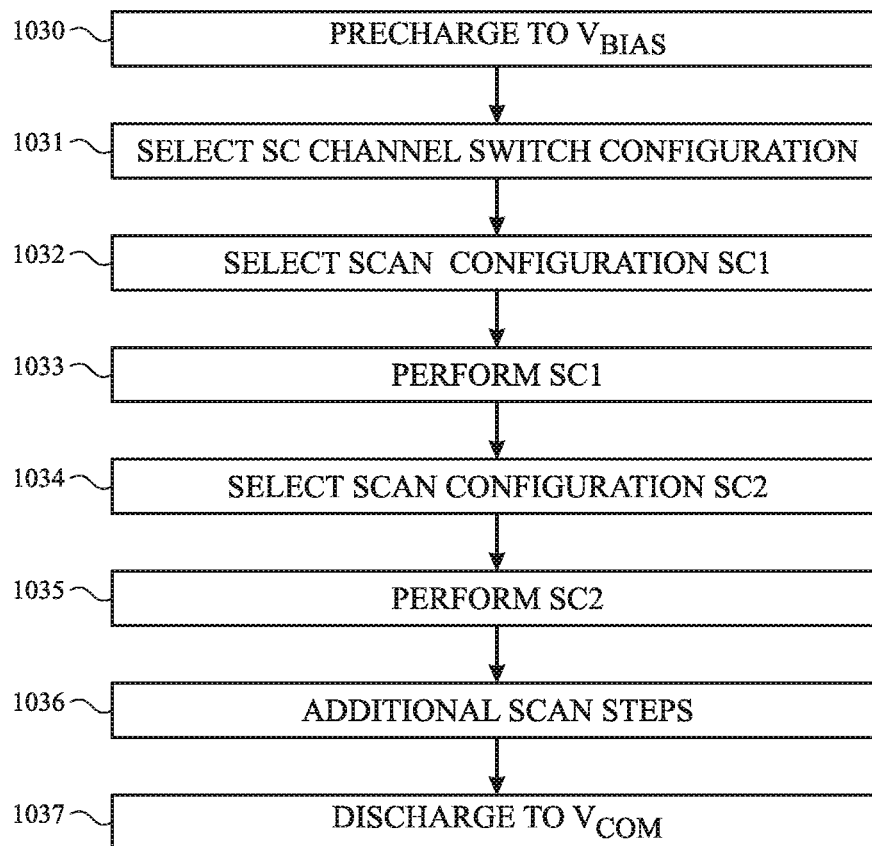 1030 PRECHARGE TO VBIAS
1031 SELECT SC CHANNEL SWITCH CONFIGURATION
1032 SELECT SCAN CONFIGURATION SC1
1033 PERFORM SC1
1034 SELECT SCAN CONFIGURATION SC2
1035 PERFORM SC2
1036 ADDITIONAL SCAN STEPS
1037 DISCHARGE TO VCOM